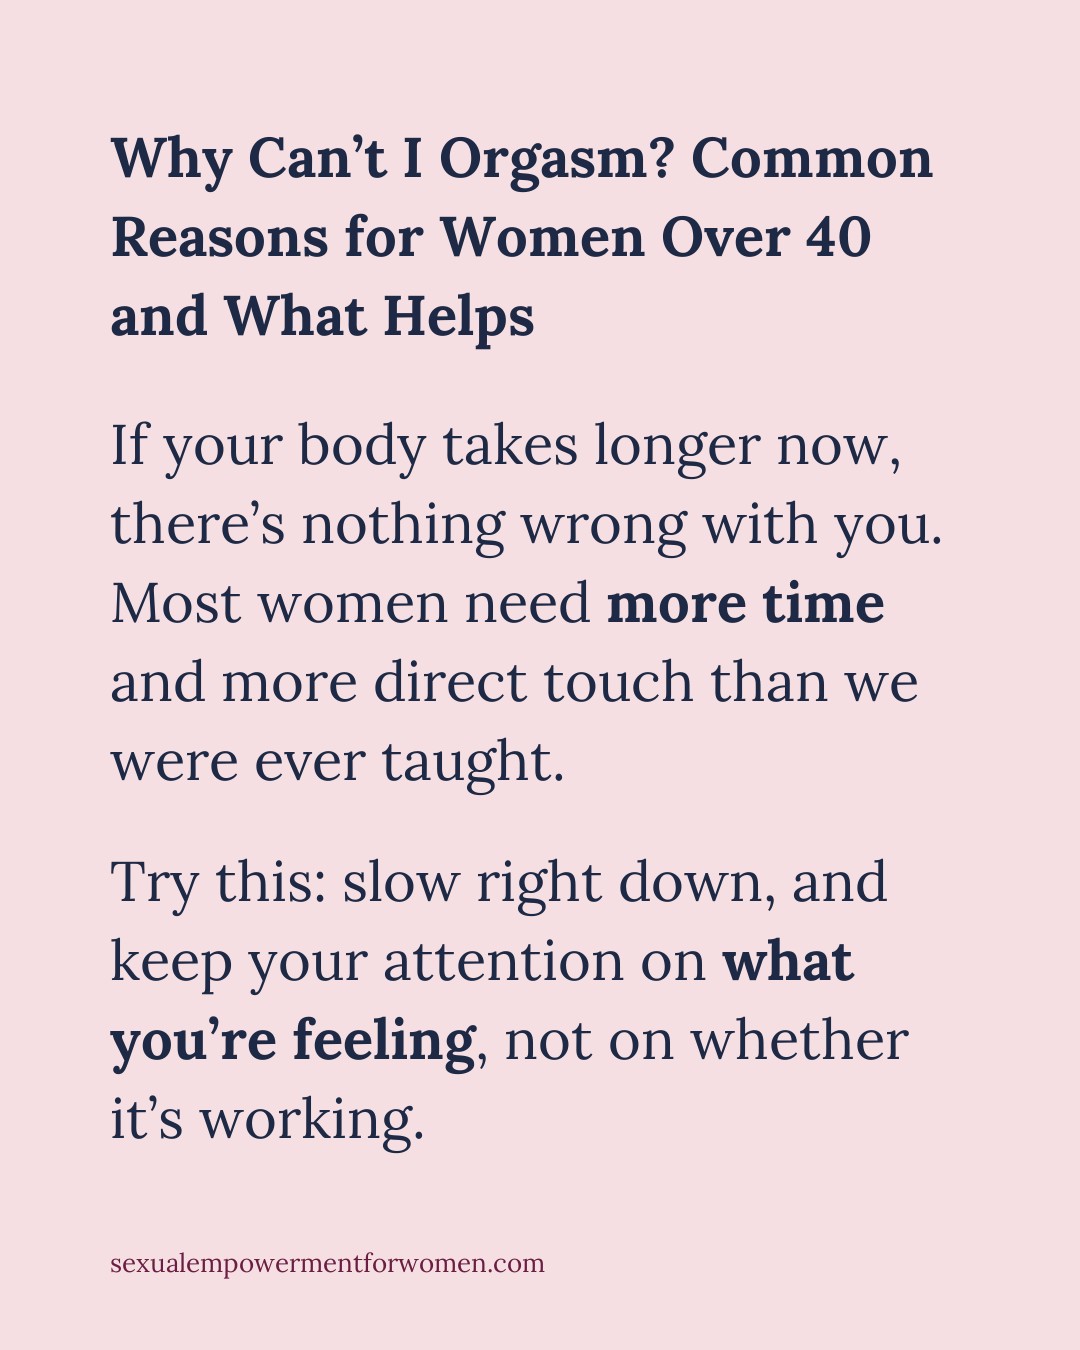 Why Can’t I Orgasm? Common
Reasons for Women Over 40
and What Helps
If your body takes longer now,
there’s nothing wrong with you.
Most women need more time
and more direct touch than we
were ever taught.
Try this: slow right down, and
keep your attention on what
you’re feeling, not on whether
it’s working.
sexualempowermentforwomen.com